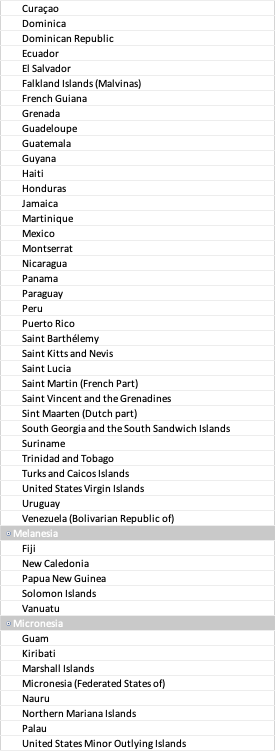 Curaçao
Dominica
Dominican Republic
Ecuador
El Salvador
Falkland Islands (Malvinas)
French Guiana
Grenada
Guadeloupe
Guatemala
Guyana
Haiti
Honduras
Jamaica
Martinique
Mexico
Montserrat
Nicaragua
Panama
Paraguay
Peru
Puerto Rico
Saint Barthélemy
Saint Kitts and Nevis
Saint Lucia
Saint Martin (French Part)
Saint Vincent and the Grenadines
Sint Maarten (Dutch part)
South Georgia and the South Sandwich Islands
Suriname
Trinidad and Tobago
Turks and Caicos Islands
United States Virgin Islands
Uruguay
Venezuela (Bolivarian Republic of)
Melanesia
Fiji
New Caledonia
Papua New Guinea
Solomon Islands
Vanuatu
Micronesia
Guam
Kiribati
Marshall Islands
Micronesia (Federated States of)
Nauru
Northern Mariana Islands
Palau
United States Minor Outlying Islands